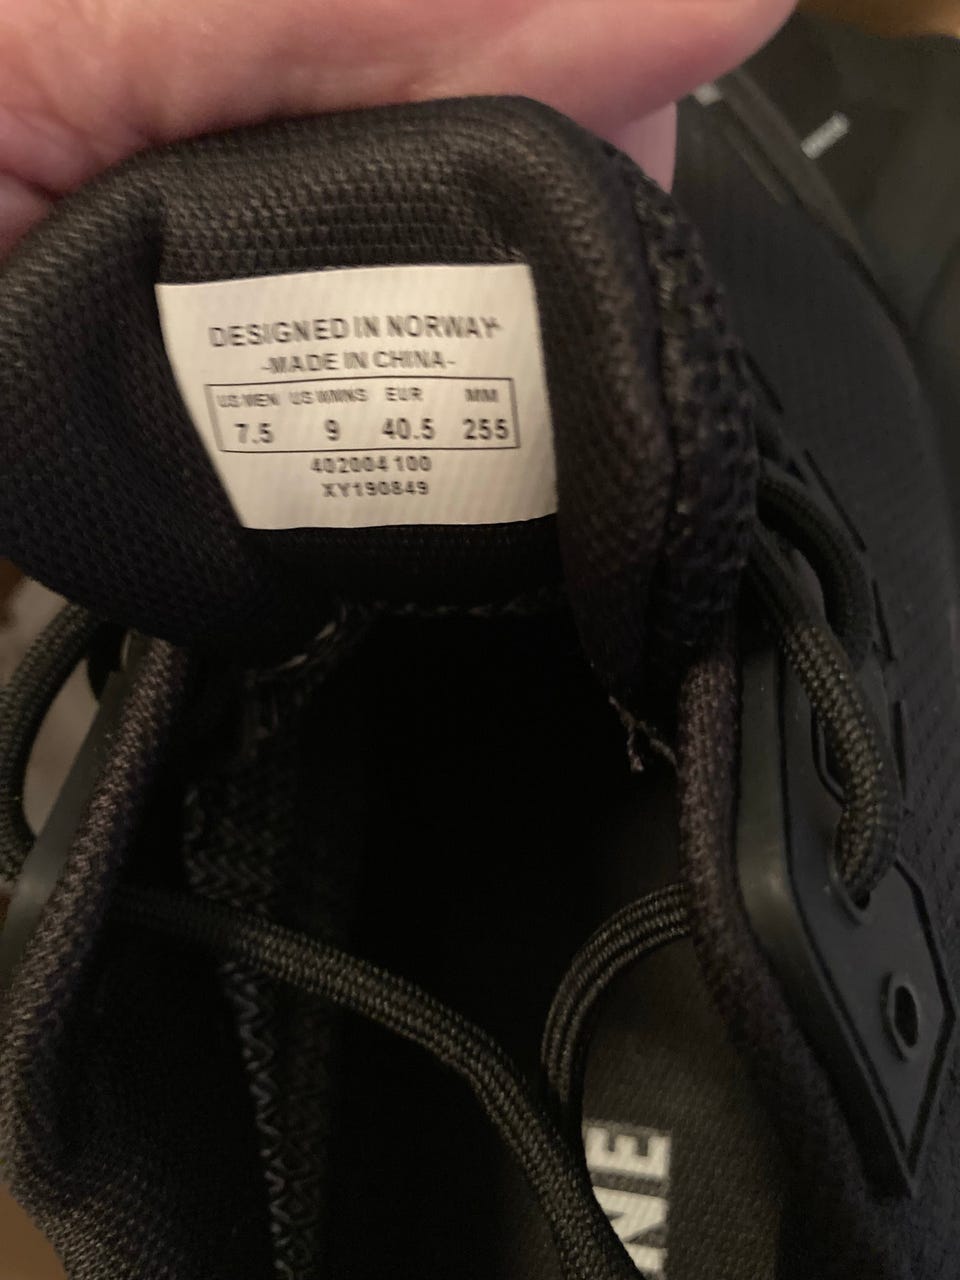 DESIGNED IN NORWAY-
-MADE IN CHINA-
US MEN US WMNS EUR MM
7.5 9 40.5 255
402004 100
XY190849
NE